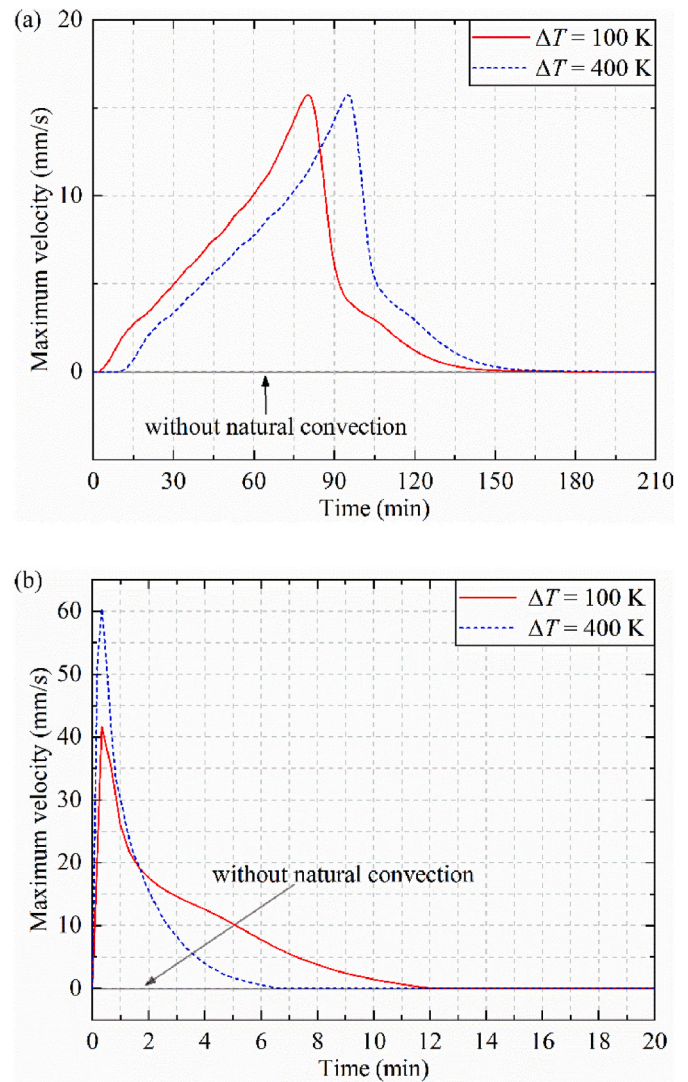 (a)
20
ΔT = 100 K
ΔT = 400 K
10
0
Maximum velocity (mm/s)
without natural convection
0 30 60 90 120 150 180 210
Time (min)
(b)
60
ΔT = 100 K
ΔT = 400 K
50
40
30
20
10
0
Maximum velocity (mm/s)
without natural convection
0 2 4 6 8 10 12 14 16 18 20
Time (min)